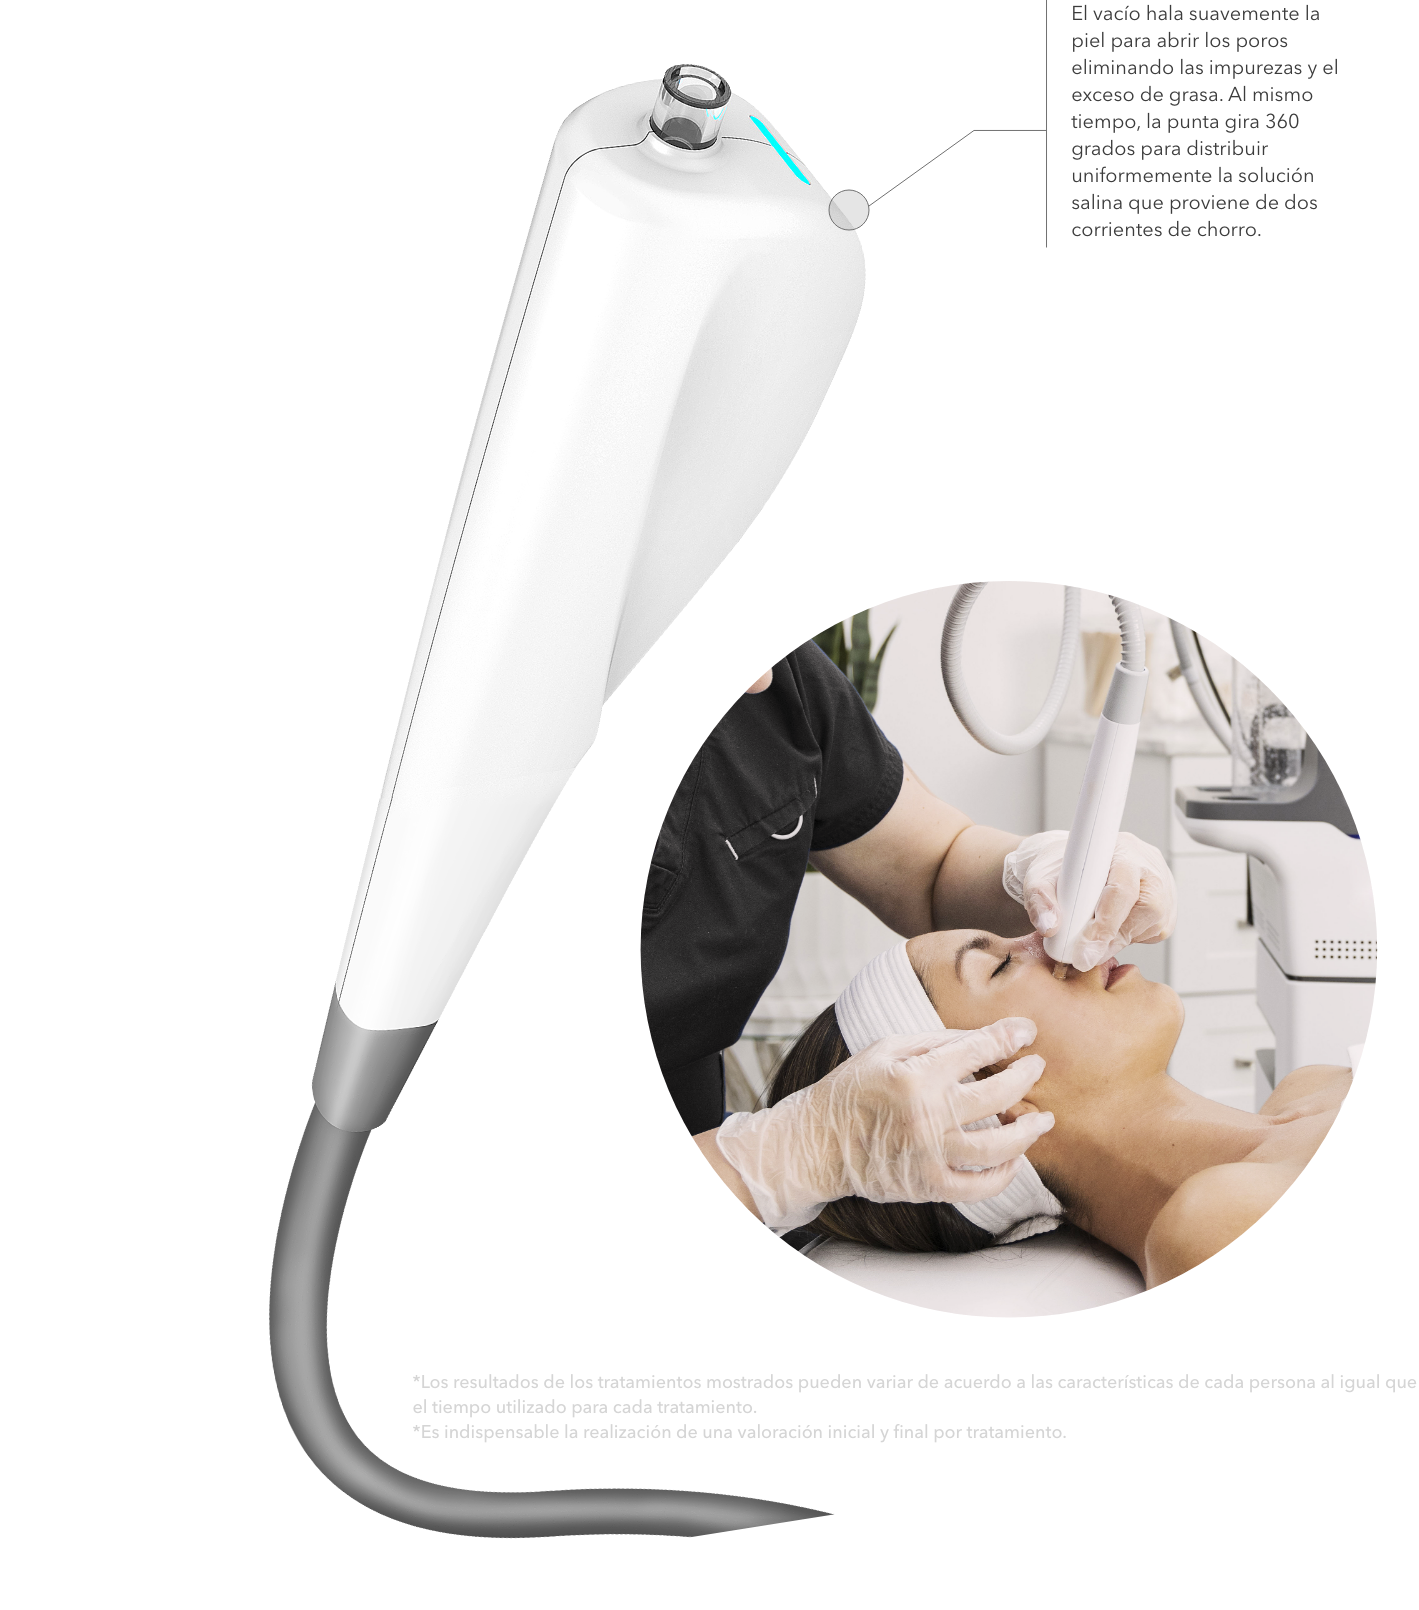 El vacío hala suavemente la
piel para abrir los poros
eliminando las impurezas y el
exceso de grasa. Al mismo
tiempo, la punta gira 360
grados para distribuir
uniformemente la solución
salina que proviene de dos
corrientes de chorro.
*Los resultados de los tratamientos mostrados pueden variar de acuerdo a las características de cada persona al igual que
el tiempo utilizado para cada tratamiento.
*Es indispensable la realización de una valoración inicial y final por tratamiento.